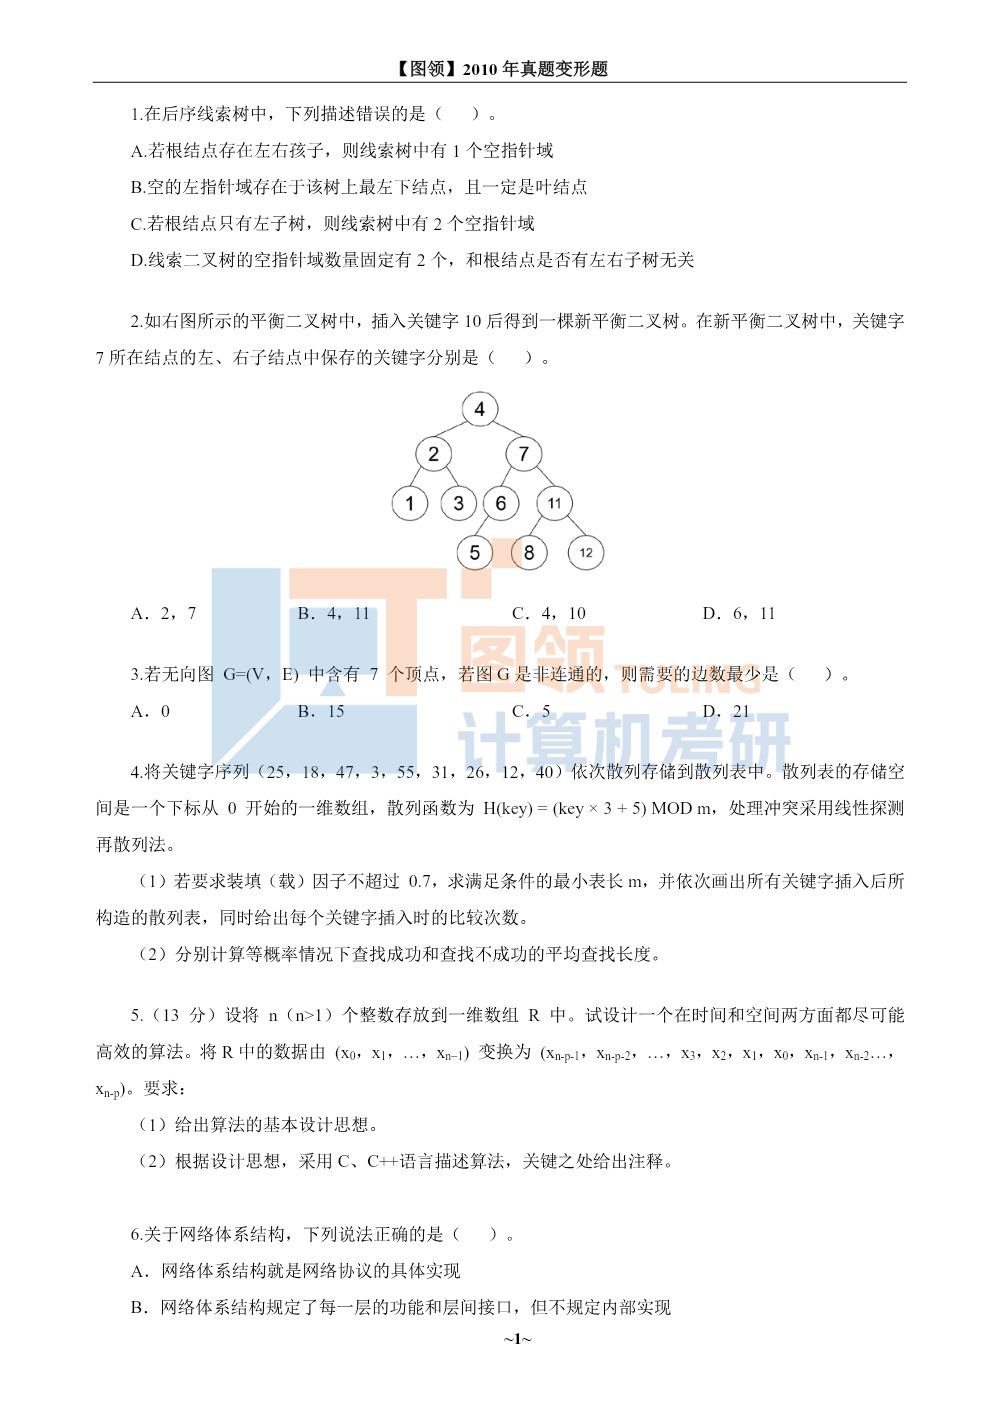 【图领】2010 年真题变形题
1.在后序线索树中，下列描述错误的是（　）。
A.若根结点存在左右孩子，则线索树中有 1 个空指针域
B.空的左指针域存在于该树上最左下结点，且一定是叶结点
C.若根结点只有左子树，则线索树中有 2 个空指针域
D.线索二叉树的空指针域数量固定有 2 个，和根结点是否有左右子树无关
2.如右图所示的平衡二叉树中，插入关键字 10 后得到一棵新平衡二叉树。在新平衡二叉树中，关键字
7 所在结点的左、右子结点中保存的关键字分别是（　）。
4
2 7
1 3 6 11
5 8 12
A．2，7 B．4，11 C．4，10 D．6，11
图领
TULING
计算机考研
3.若无向图 G=(V，E) 中含有 7 个顶点，若图 G 是非连通的，则需要的边数最少是（　）。
A．0 B．15 C．5 D．21
4.将关键字序列（25，18，47，3，55，31，26，12，40）依次散列存储到散列表中。散列表的存储空
间是一个下标从 0 开始的一维数组，散列函数为 H(key) = (key × 3 + 5) MOD m，处理冲突采用线性探测
再散列法。
（1）若要求装填（载）因子不超过 0.7，求满足条件的最小表长 m，并依次画出所有关键字插入后所
构造的散列表，同时给出每个关键字插入时的比较次数。
（2）分别计算等概率情况下查找成功和查找不成功的平均查找长度。
5.（13 分）设将 n（n>1）个整数存放到一维数组 R 中。试设计一个在时间和空间两方面都尽可能
高效的算法。将 R 中的数据由 (x0，x1，…，xn−1) 变换为 (xn-p-1，xn-p-2，…，x3，x2，x1，x0，xn-1，xn-2…，
xn-p)。要求：
（1）给出算法的基本设计思想。
（2）根据设计思想，采用 C、C++语言描述算法，关键之处给出注释。
6.关于网络体系结构，下列说法正确的是（　）。
A．网络体系结构就是网络协议的具体实现
B．网络体系结构规定了每一层的功能和层间接口，但不规定内部实现
~1~